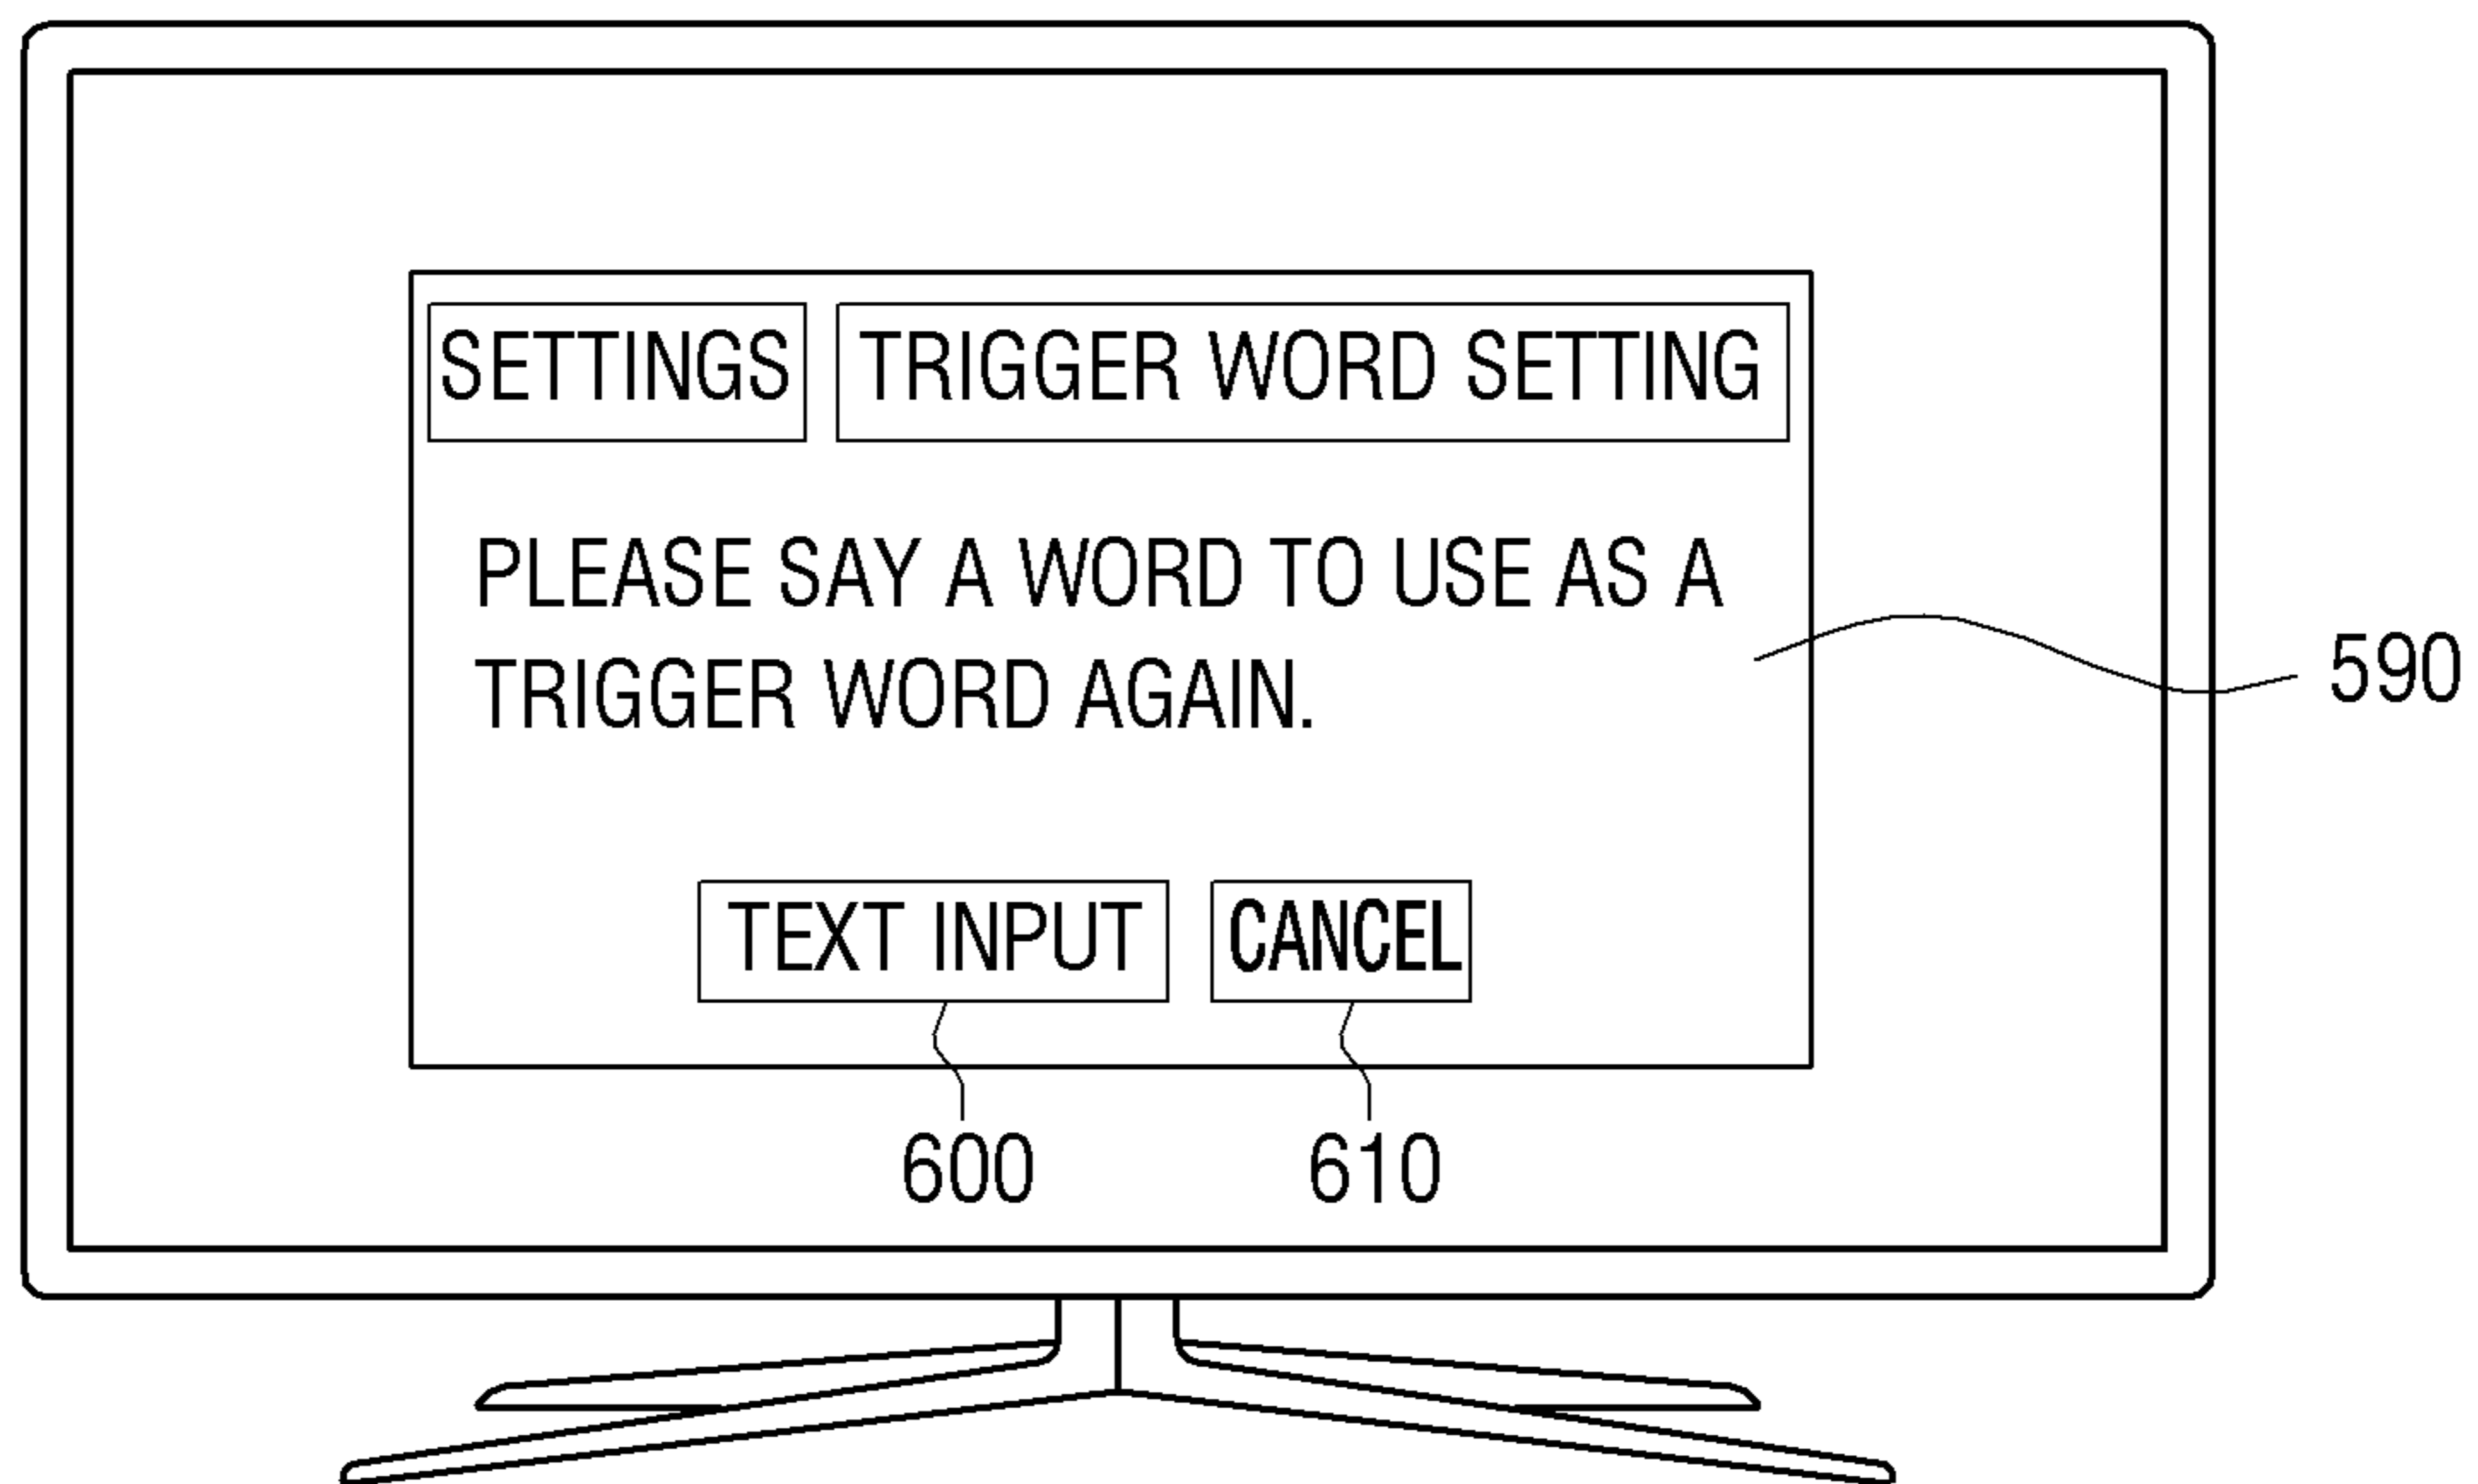 SETTINGS TRIGGER WORD SETTING
PLEASE SAY A WORD TO USE AS A
TRIGGER WORD AGAIN.
590
TEXT INPUT CANCEL
600 610